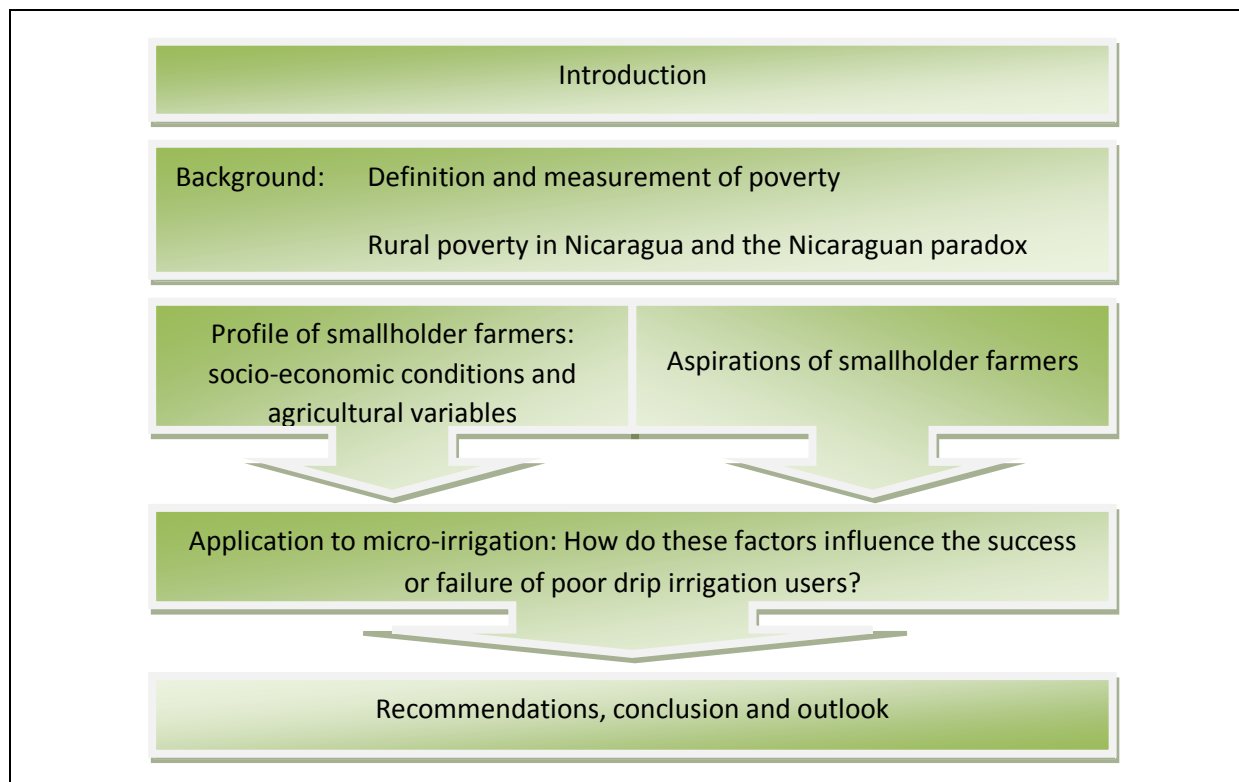 Introduction
Background: Definition and measurement of poverty
Rural poverty in Nicaragua and the Nicaraguan paradox
Profile of smallholder farmers:
socio-economic conditions and
agricultural variables
Aspirations of smallholder farmers
Application to micro-irrigation: How do these factors influence the success
or failure of poor drip irrigation users?
Recommendations, conclusion and outlook